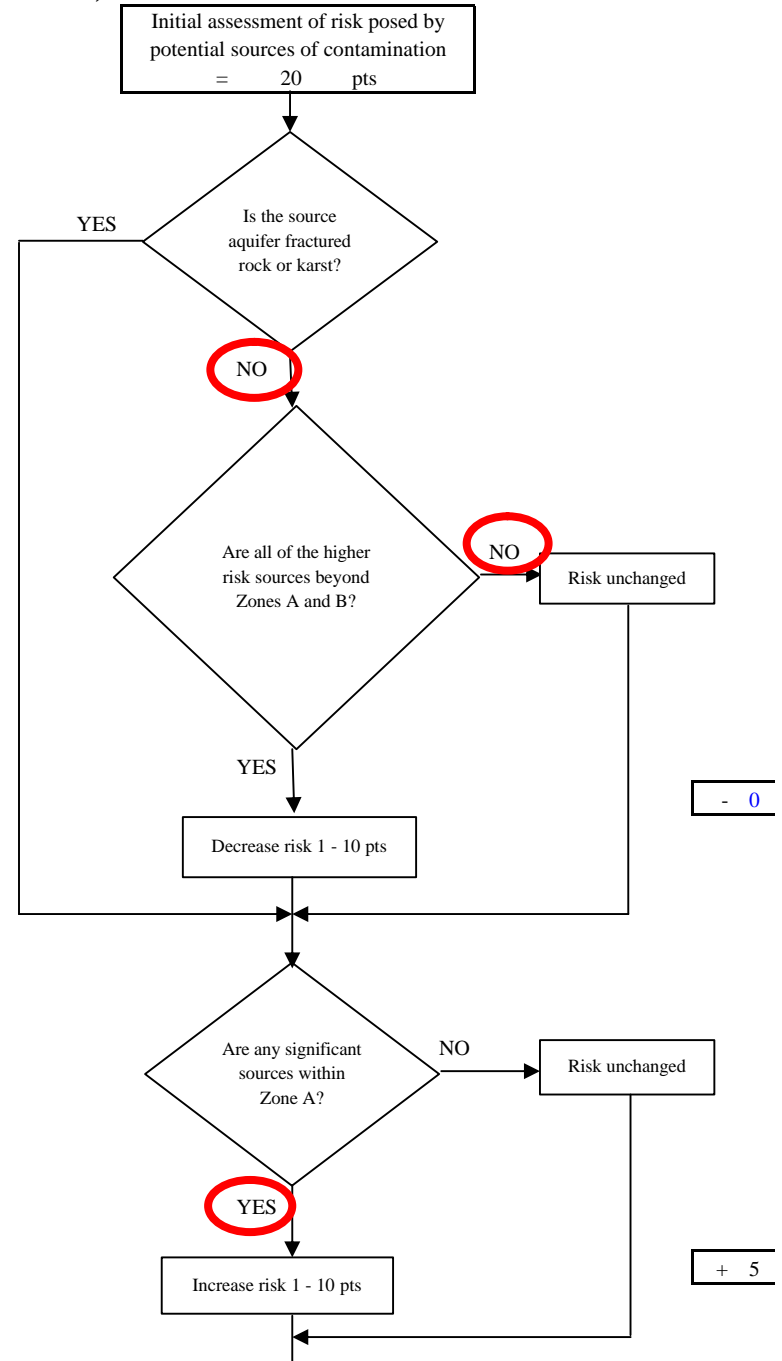 Initial assessment of risk posed by
potential sources of contamination
= 20 pts
YES
Is the source
aquifer fractured
rock or karst?
NO
Are all of the higher
risk sources beyond
Zones A and B?
NO
Risk unchanged
YES
- 0
Decrease risk 1 - 10 pts
Are any significant
sources within
Zone A?
NO
Risk unchanged
YES
+ 5
Increase risk 1 - 10 pts